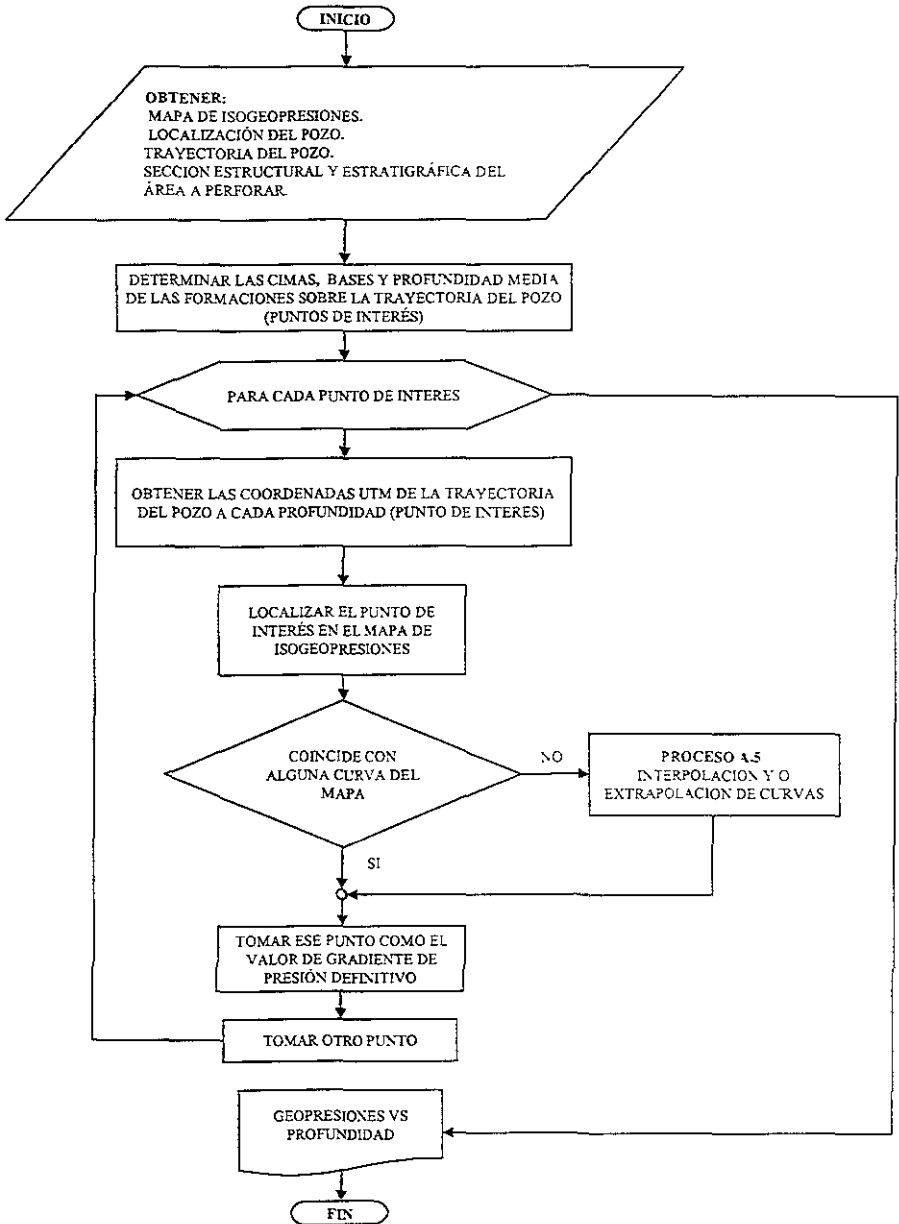 INICIO
OBTENER:
MAPA DE ISOGEOPRESIONES.
LOCALIZACIÓN DEL POZO.
TRAYECTORIA DEL POZO.
SECCION ESTRUCTURAL Y ESTRATIGRÁFICA DEL
ÁREA A PERFORAR
DETERMINAR LAS CIMAS, BASES Y PROFUNDIDAD MEDIA
DE LAS FORMACIONES SOBRE LA TRAYECTORIA DEL POZO
(PUNTOS DE INTERÉS)
PARA CADA PUNTO DE INTERES
OBTENER LAS COORDENADAS UTM DE LA TRAYECTORIA
DEL POZO A CADA PROFUNDIDAD (PUNTO DE INTERES)
LOCALIZAR EL PUNTO DE
INTERÉS EN EL MAPA DE
ISOGEOPRESIONES
COINCIDE CON
ALGUNA CURVA DEL
MAPA
NO
PROCESO A.5
INTERPOLACION Y O
EXTRAPOLACION DE CURVAS
SI
TOMAR ESE PUNTO COMO EL
VALOR DE GRADIENTE DE
PRESIÓN DEFINITIVO
TOMAR OTRO PUNTO
GEOPRESIONES VS
PROFUNDIDAD
FIN